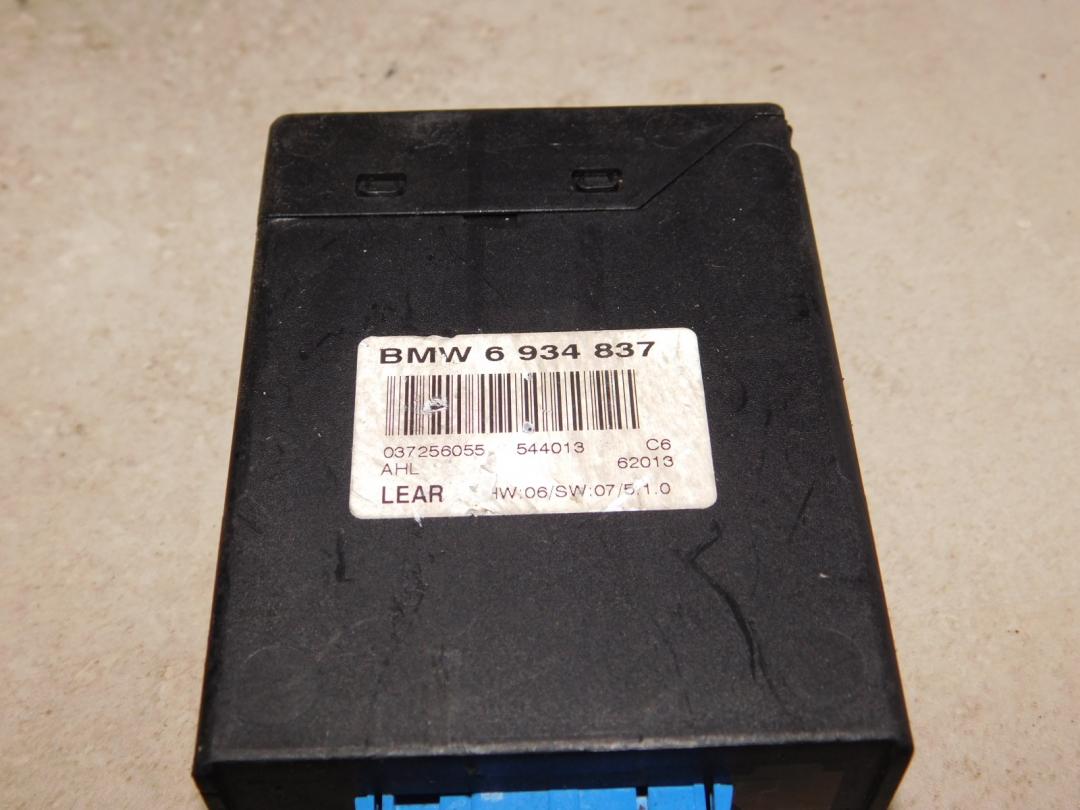 BMW 6 934 837
037256055 544013 C6
AHL 62013
LEAR HW:06/SW:07/5.1.0